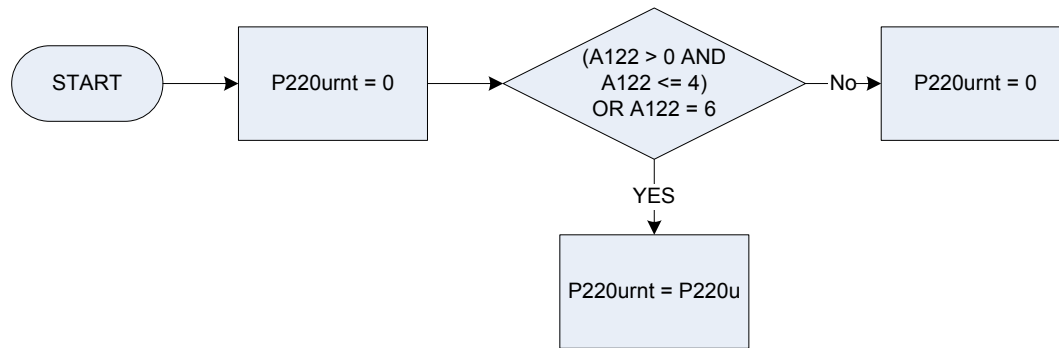 START
P220urnt = 0
(A122 > 0 AND
A122 <= 4)
OR A122 = 6
No
P220urnt = 0
YES
P220urnt = P220u